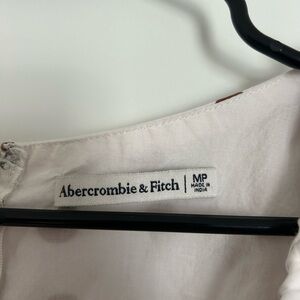 Abercrombie & Fitch
MP
MADE IN
INDIA